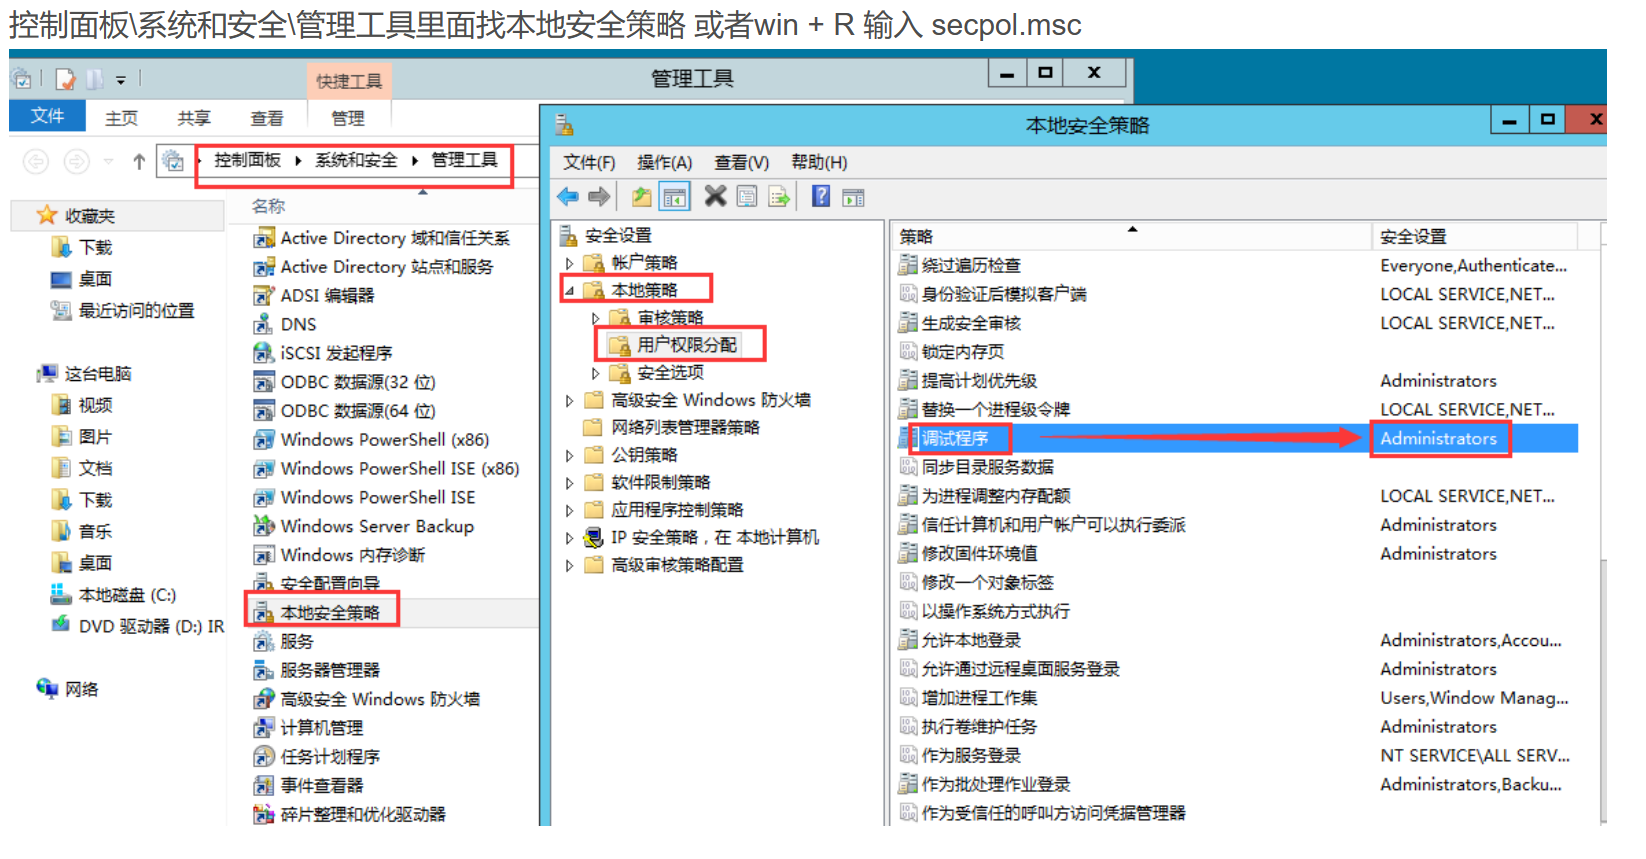 控制面板\系统和安全\管理工具里面找本地安全策略 或者win + R 输入 secpol.msc
快捷工具
管理工具
文件
主页
共享
查看
管理
控制面板
系统和安全
管理工具
收藏夹
下载
桌面
最近访问的位置
这台电脑
视频
图片
文档
下载
音乐
桌面
本地磁盘 (C:)
DVD 驱动器 (D:) IR
网络
名称
Active Directory 域和信任关系
Active Directory 站点和服务
ADSI 编辑器
DNS
iSCSI 发起程序
ODBC 数据源(32 位)
ODBC 数据源(64 位)
Windows PowerShell (x86)
Windows PowerShell ISE (x86)
Windows PowerShell ISE
Windows Server Backup
Windows 内存诊断
安全配置向导
本地安全策略
服务
服务器管理器
高级安全 Windows 防火墙
计算机管理
任务计划程序
事件查看器
碎片整理和优化驱动器
本地安全策略
文件(F)
操作(A)
查看(V)
帮助(H)
安全设置
帐户策略
本地策略
审核策略
用户权限分配
安全选项
高级安全 Windows 防火墙
网络列表管理器策略
公钥策略
软件限制策略
应用程序控制策略
IP 安全策略，在 本地计算机
高级审核策略配置
策略 安全设置
绕过遍历检查 Everyone,Authenticate...
身份验证后模拟客户端 LOCAL SERVICE,NET...
生成安全审核 LOCAL SERVICE,NET...
锁定内存页
提高计划优先级 Administrators
替换一个进程级令牌 LOCAL SERVICE,NET...
调试程序 Administrators
同步目录服务数据
为进程调整内存配额 LOCAL SERVICE,NET...
信任计算机和用户帐户可以执行委派 Administrators
修改固件环境值 Administrators
修改一个对象标签
以操作系统方式执行
允许本地登录 Administrators,Accou...
允许通过远程桌面服务登录 Administrators
增加进程工作集 Users,Window Manag...
执行卷维护任务 Administrators
作为服务登录 NT SERVICE\ALL SERV...
作为批处理作业登录 Administrators,Backu...
作为受信任的呼叫方访问凭据管理器